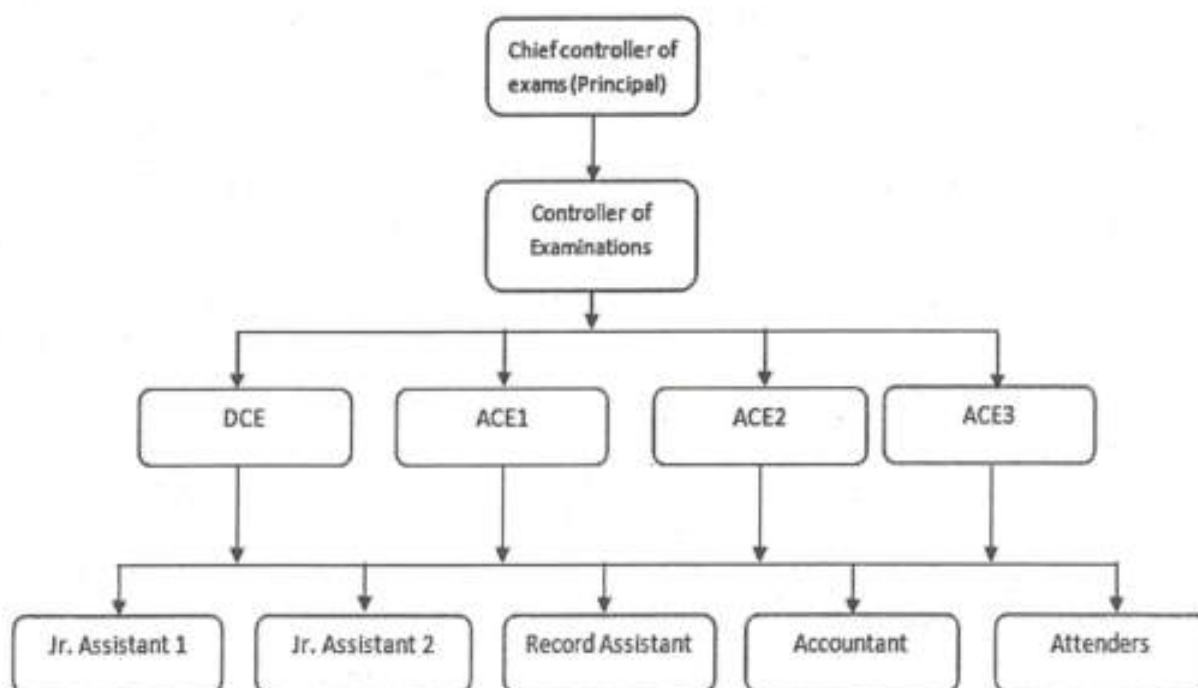 Chief controller of
exams (Principal)
Controller of
Examinations
DCE
ACE1
ACE2
ACE3
Jr. Assistant 1
Jr. Assistant 2
Record Assistant
Accountant
Attenders